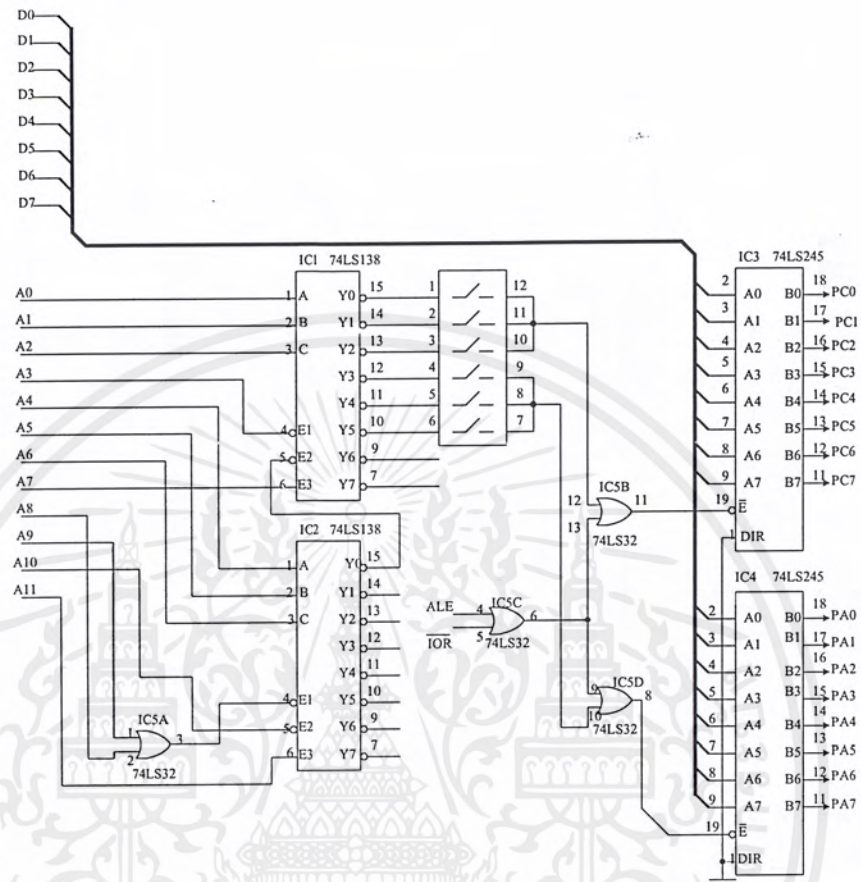 D0
D1
D2
D3
D4
D5
D6
D7
IC1 74LS138
A0
A1
A2
A3
A4
A5
A6
A7
A8
A9
A10
A11
1 A Y0 15
2 B Y1 14
3 C Y2 13
Y3 12
Y4 11
4 E1 Y5 10
5 E2 Y6 9
6 E3 Y7 7
1 12
2 11
3 10
4 9
5 8
6 7
IC2 74LS138
1 A Y0 15
2 B Y1 14
3 C Y2 13
Y3 12
Y4 11
4 E1 Y5 10
5 E2 Y6 9
6 E3 Y7 7
1
2 IC5A 3
74LS32
ALE 4 IC5C 6
IOR 5
74LS32
IC5B
12 11
13
74LS32
IC5D
9 8
10
74LS32
IC3 74LS245
2 A0 B0 18 PC0
3 A1 B1 17 PC1
4 A2 B2 16 PC2
5 A3 B3 15 PC3
6 A4 B4 14 PC4
7 A5 B5 13 PC5
8 A6 B6 12 PC6
9 A7 B7 11 PC7
19 E
1 DIR
IC4 74LS245
2 A0 B0 18 PA0
3 A1 B1 17 PA1
4 A2 B2 16 PA2
5 A3 B3 15 PA3
6 A4 B4 14 PA4
7 A5 B5 13 PA5
8 A6 B6 12 PA6
9 A7 B7 11 PA7
19 E
1 DIR